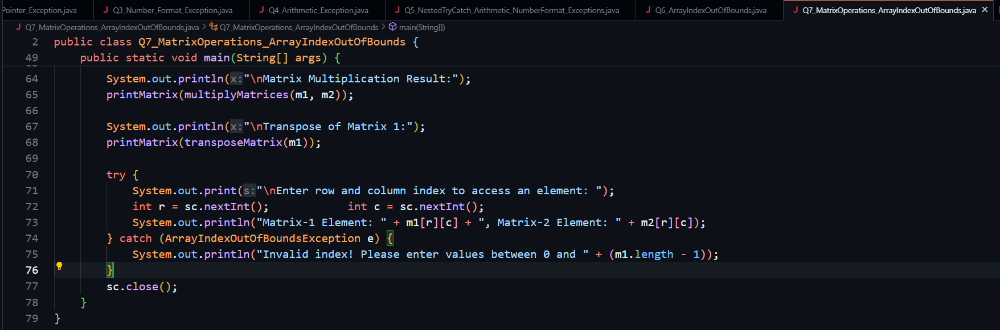 Pointer_Exception.java J Q3_Number_Format_Exception.java J Q4_Arithmetic_Exception.java J Q5_NestedTryCatch_Arithmetic_NumberFormat_Exceptions.java J Q6_ArrayIndexOutOfBounds.java J Q7_MatrixOperations_ArrayIndexOutOfBounds.java ×
J Q7_MatrixOperations_ArrayIndexOutOfBounds.java > Q7_MatrixOperations_ArrayIndexOutOfBounds > main(String[])
2 public class Q7_MatrixOperations_ArrayIndexOutOfBounds {
49     public static void main(String[] args) {
64         System.out.println(x:"\nMatrix Multiplication Result:");
65         printMatrix(multiplyMatrices(m1, m2));
66
67         System.out.println(x:"\nTranspose of Matrix 1:");
68         printMatrix(transposeMatrix(m1));
69
70         try {
71             System.out.print(s:"\nEnter row and column index to access an element: ");
72             int r = sc.nextInt();            int c = sc.nextInt();
73             System.out.println("Matrix-1 Element: " + m1[r][c] + ", Matrix-2 Element: " + m2[r][c]);
74         } catch (ArrayIndexOutOfBoundsException e) {
75             System.out.println("Invalid index! Please enter values between 0 and " + (m1.length - 1));
76         }
77         sc.close();
78     }
79 }